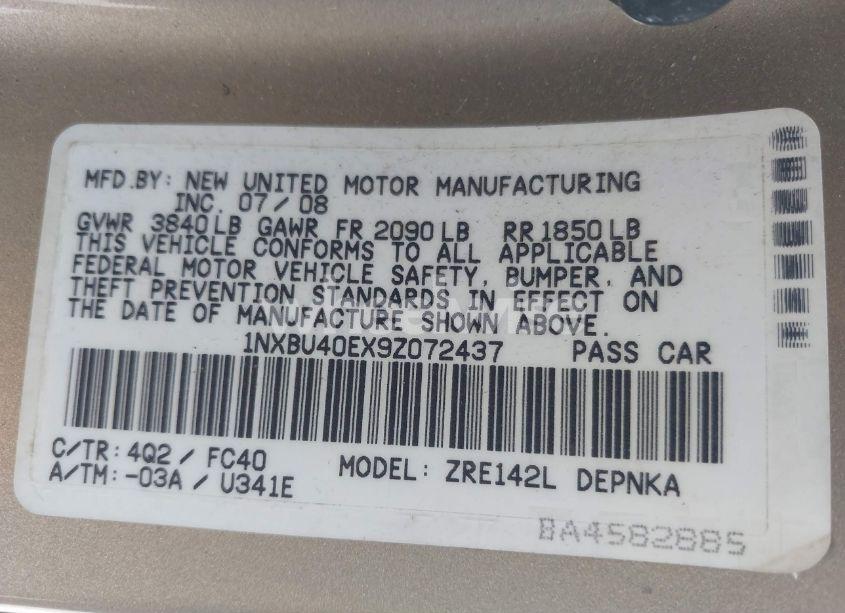 MFD.BY: NEW UNITED MOTOR MANUFACTURING
INC. 07/08
GVWR 3840LB GAWR FR 2090LB RR1850LB
THIS VEHICLE CONFORMS TO ALL APPLICABLE
FEDERAL MOTOR VEHICLE SAFETY, BUMPER, AND
THEFT PREVENTION STANDARDS IN EFFECT ON
THE DATE OF MANUFACTURE SHOWN ABOVE.
1NXBU40EX9Z072437 PASS CAR
C/TR: 4Q2 / FC40
A/TM: -03A / U341E
MODEL: ZRE142L DEPNKA
BA4582885